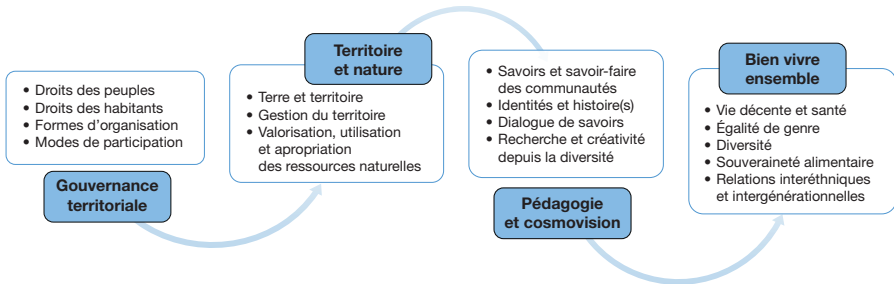 • Droits des peuples
• Droits des habitants
• Formes d'organisation
• Modes de participation
Gouvernance
territoriale
Territoire
et nature
• Terre et territoire
• Gestion du territoire
• Valorisation, utilisation
et apropriation
des ressources naturelles
• Savoirs et savoir-faire
des communautés
• Identités et histoire(s)
• Dialogue de savoirs
• Recherche et créativité
depuis la diversité
Pédagogie
et cosmovision
Bien vivre
ensemble
• Vie décente et santé
• Égalité de genre
• Diversité
• Souveraineté alimentaire
• Relations interéthniques
et intergénérationnelles